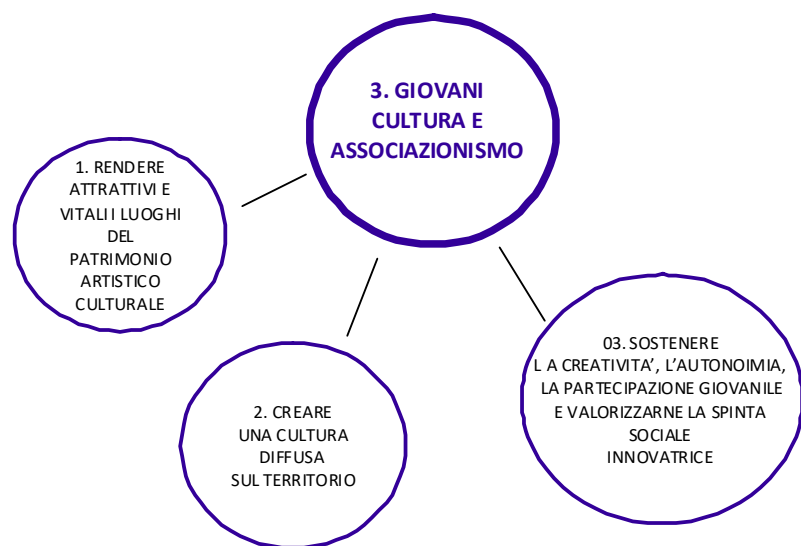 3. GIOVANI
CULTURA E
ASSOCIAZIONISMO
1. RENDERE
ATTRATTIVI E
VITALI I LUOGHI
DEL
PATRIMONIO
ARTISTICO
CULTURALE
2. CREARE
UNA CULTURA
DIFFUSA
SUL TERRITORIO
03. SOSTENERE
L A CREATIVITA’, L’AUTONOIMIA,
LA PARTECIPAZIONE GIOVANILE
E VALORIZZARNE LA SPINTA
SOCIALE
INNOVATRICE